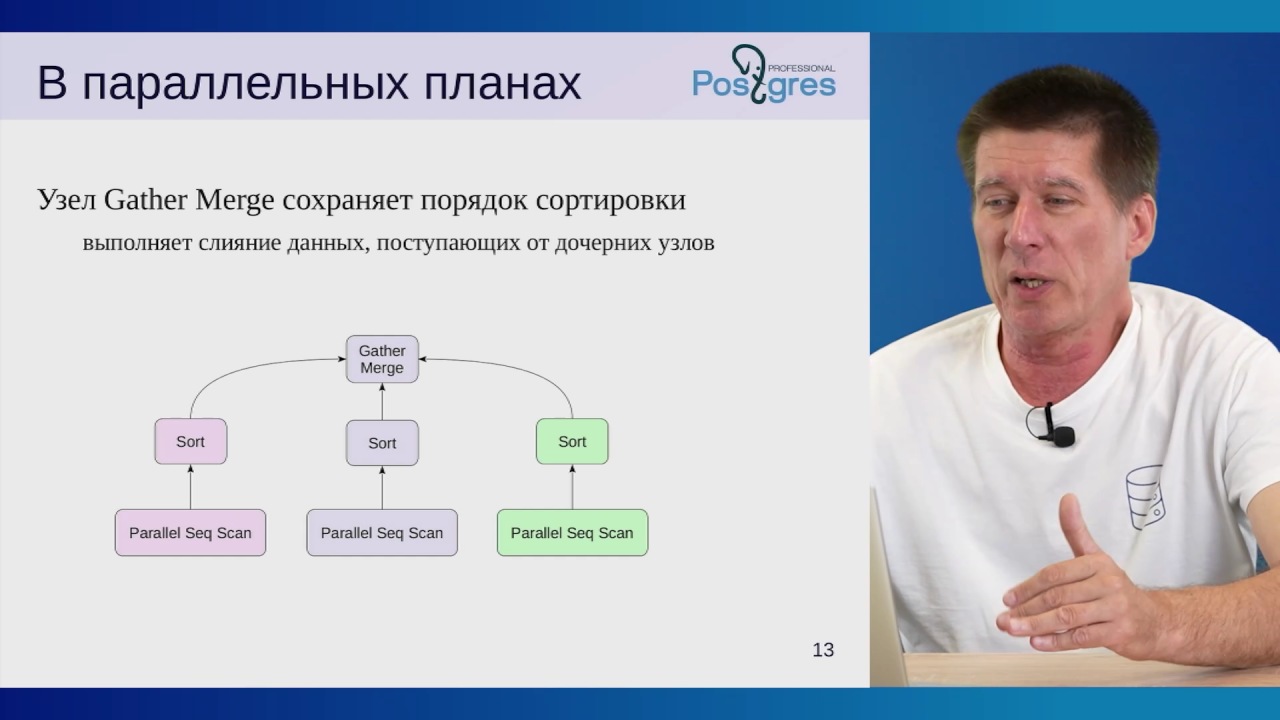 В параллельных планах
PROFESSIONAL
Postgres
Узел Gather Merge сохраняет порядок сортировки
выполняет слияние данных, поступающих от дочерних узлов
Gather
Merge
Sort
Sort
Sort
Parallel Seq Scan
Parallel Seq Scan
Parallel Seq Scan
13